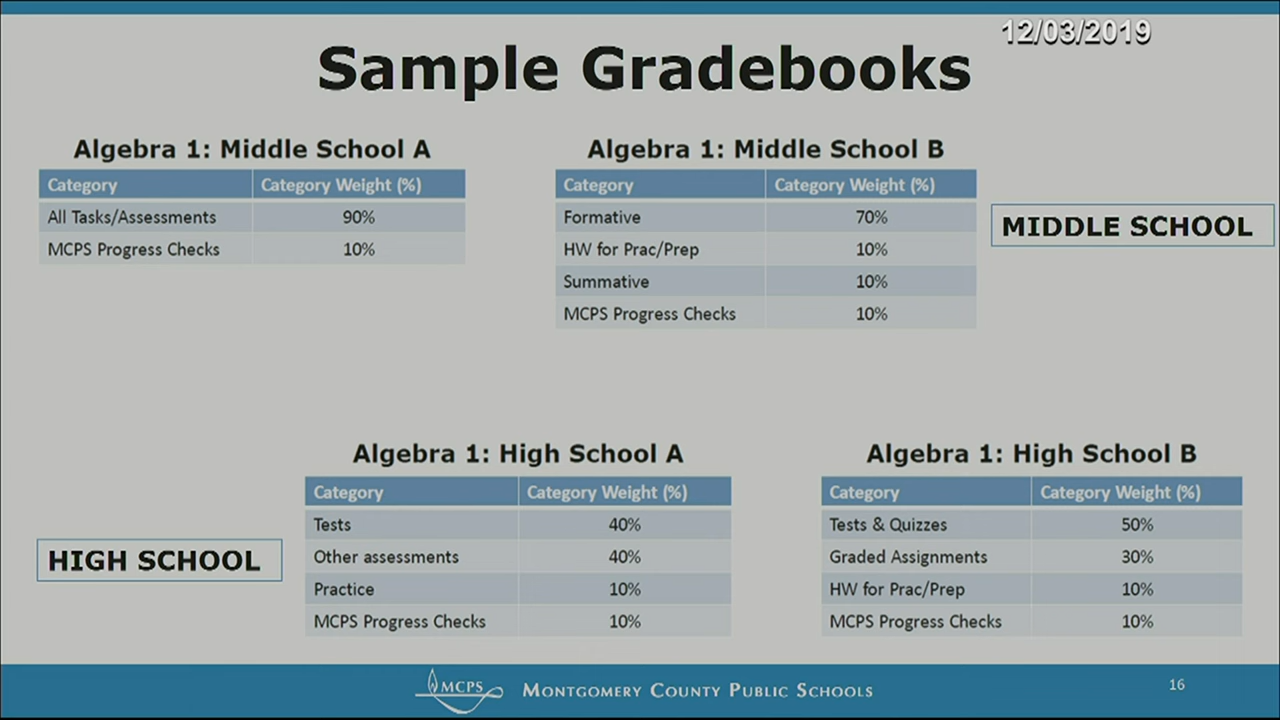 12/03/2019
Sample Gradebooks
Algebra 1: Middle School A
Category Category Weight (%)
All Tasks/Assessments 90%
MCPS Progress Checks 10%
Algebra 1: Middle School B
Category Category Weight (%)
Formative 70%
HW for Prac/Prep 10%
Summative 10%
MCPS Progress Checks 10%
MIDDLE SCHOOL
HIGH SCHOOL
Algebra 1: High School A
Category Category Weight (%)
Tests 40%
Other assessments 40%
Practice 10%
MCPS Progress Checks 10%
Algebra 1: High School B
Category Category Weight (%)
Tests & Quizzes 50%
Graded Assignments 30%
HW for Prac/Prep 10%
MCPS Progress Checks 10%
MCPS MONTGOMERY COUNTY PUBLIC SCHOOLS
16